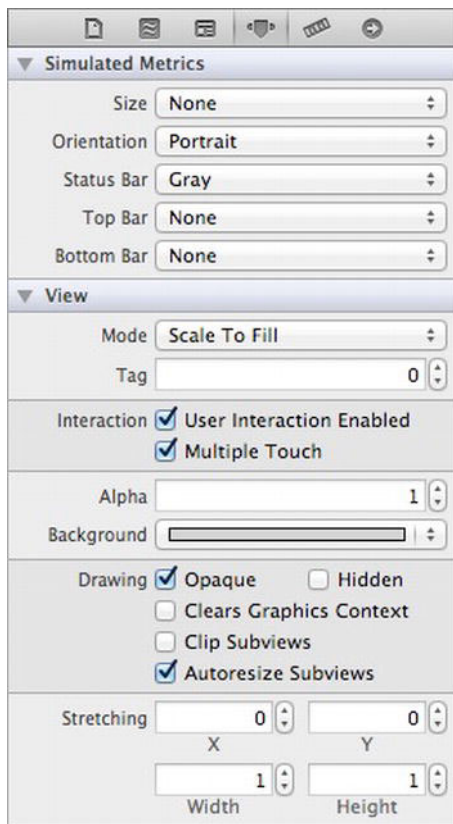 Simulated Metrics
Size None
Orientation Portrait
Status Bar Gray
Top Bar None
Bottom Bar None
View
Mode Scale To Fill
Tag 0
Interaction User Interaction Enabled
Multiple Touch
Alpha 1
Background
Drawing Opaque Hidden
Clears Graphics Context
Clip Subviews
Autoresize Subviews
Stretching 0 0
X Y
1 1
Width Height